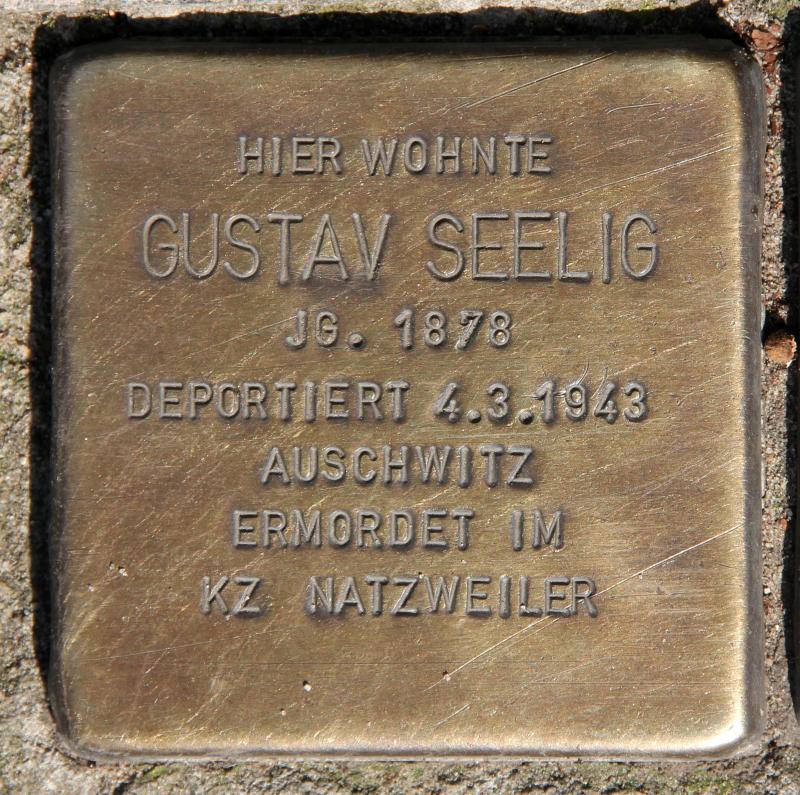 HIER WOHNTE
GUSTAV SEELIG
JG. 1878
DEPORTIERT 4.3.1943
AUSCHWITZ
ERMORDET IM
KZ NATZWEILER